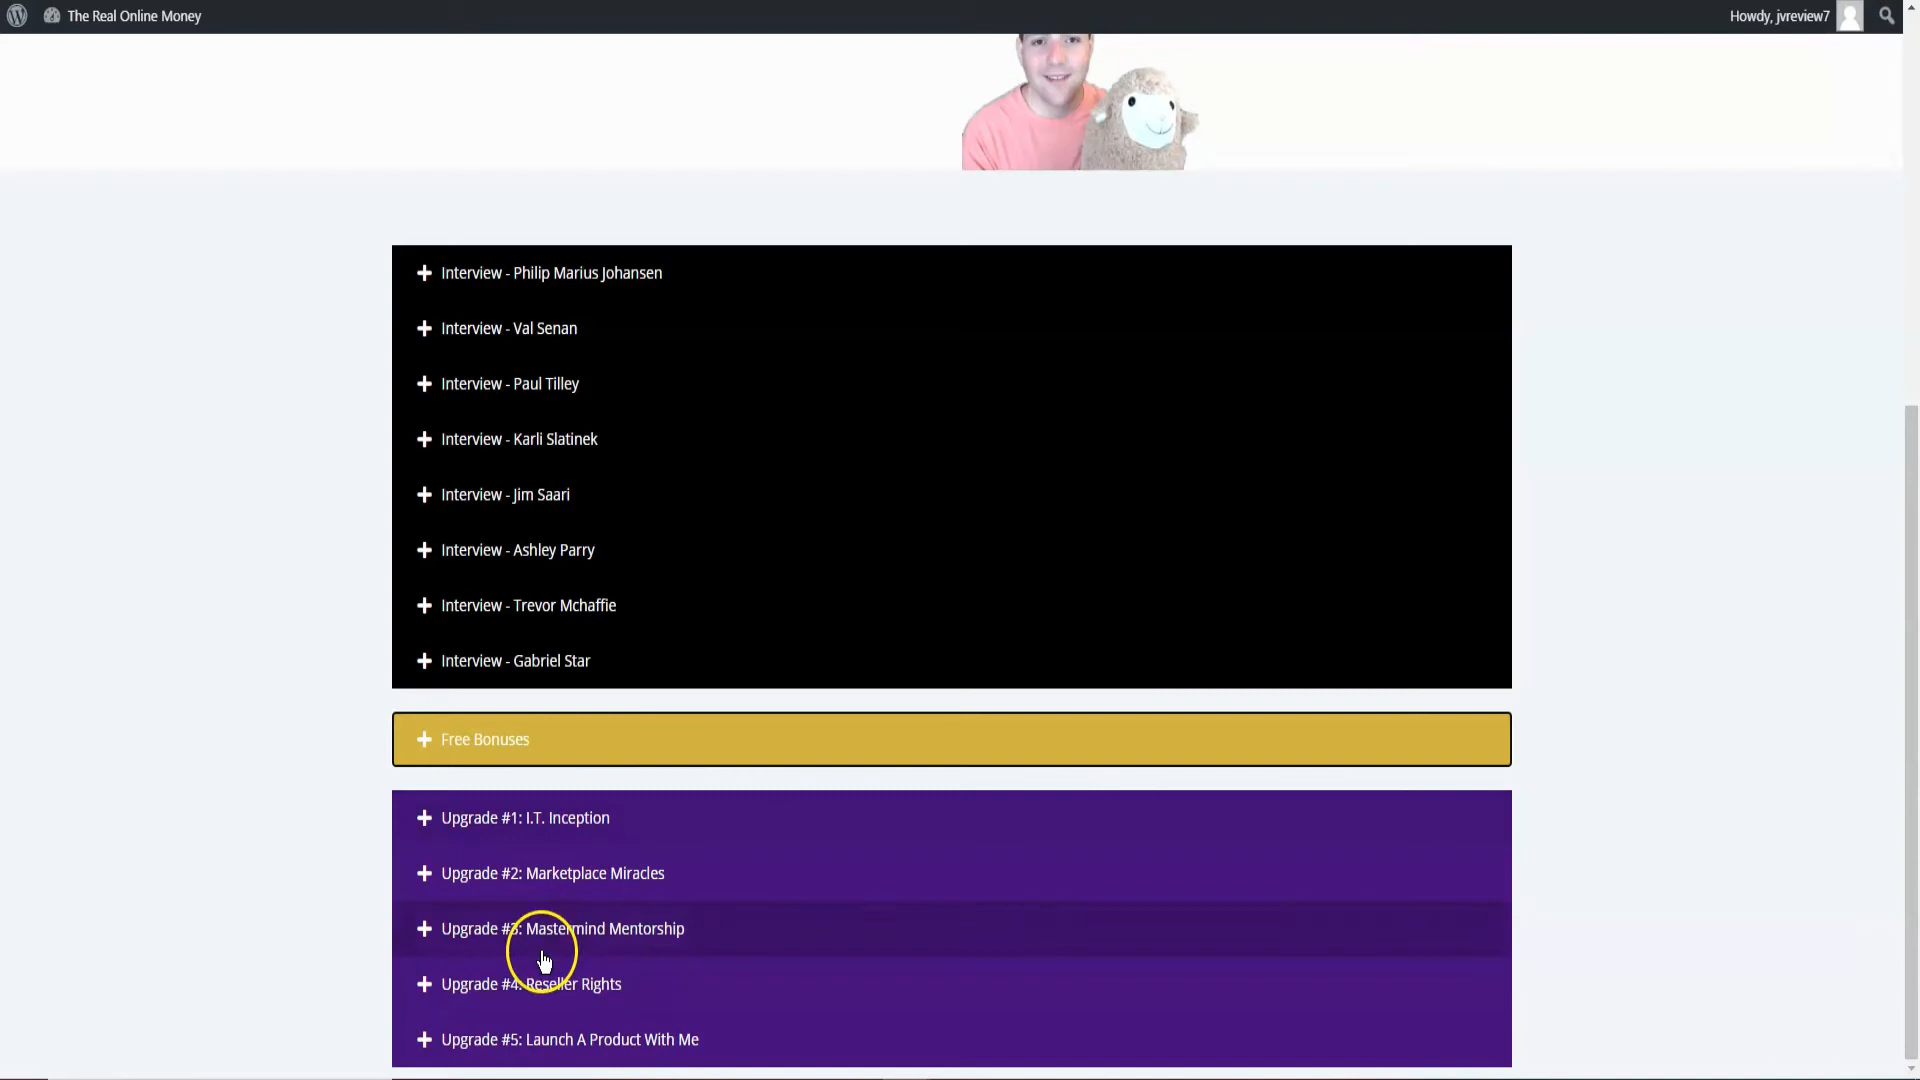 The Real Online Money
Howdy, jvreview7
Interview - Philip Marius Johansen
Interview - Val Senan
Interview - Paul Tilley
Interview - Karli Slatinek
Interview - Jim Saari
Interview - Ashley Parry
Interview - Trevor Mchaffie
Interview - Gabriel Star
Free Bonuses
Upgrade #1: I.T. Inception
Upgrade #2: Marketplace Miracles
Upgrade #3: Mastermind Mentorship
Upgrade #4: Reseller Rights
Upgrade #5: Launch A Product With Me